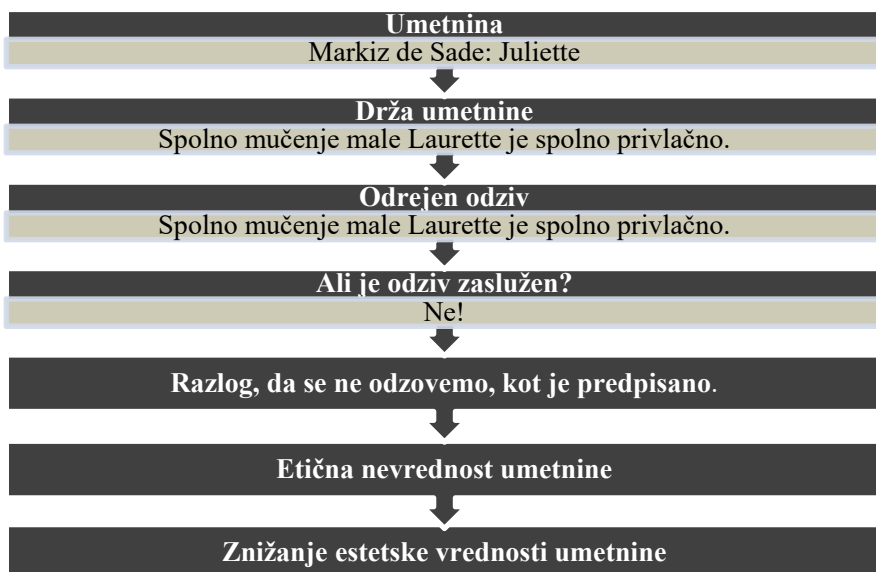 Umetnina
Markiz de Sade: Juliette
Drža umetnine
Spolno mučenje male Laurette je spolno privlačno.
Odrejen odziv
Spolno mučenje male Laurette je spolno privlačno.
Ali je odziv zaslužen?
Ne!
Razlog, da se ne odzovemo, kot je predpisano.
Etična nevrednost umetnine
Znižanje estetske vrednosti umetnine